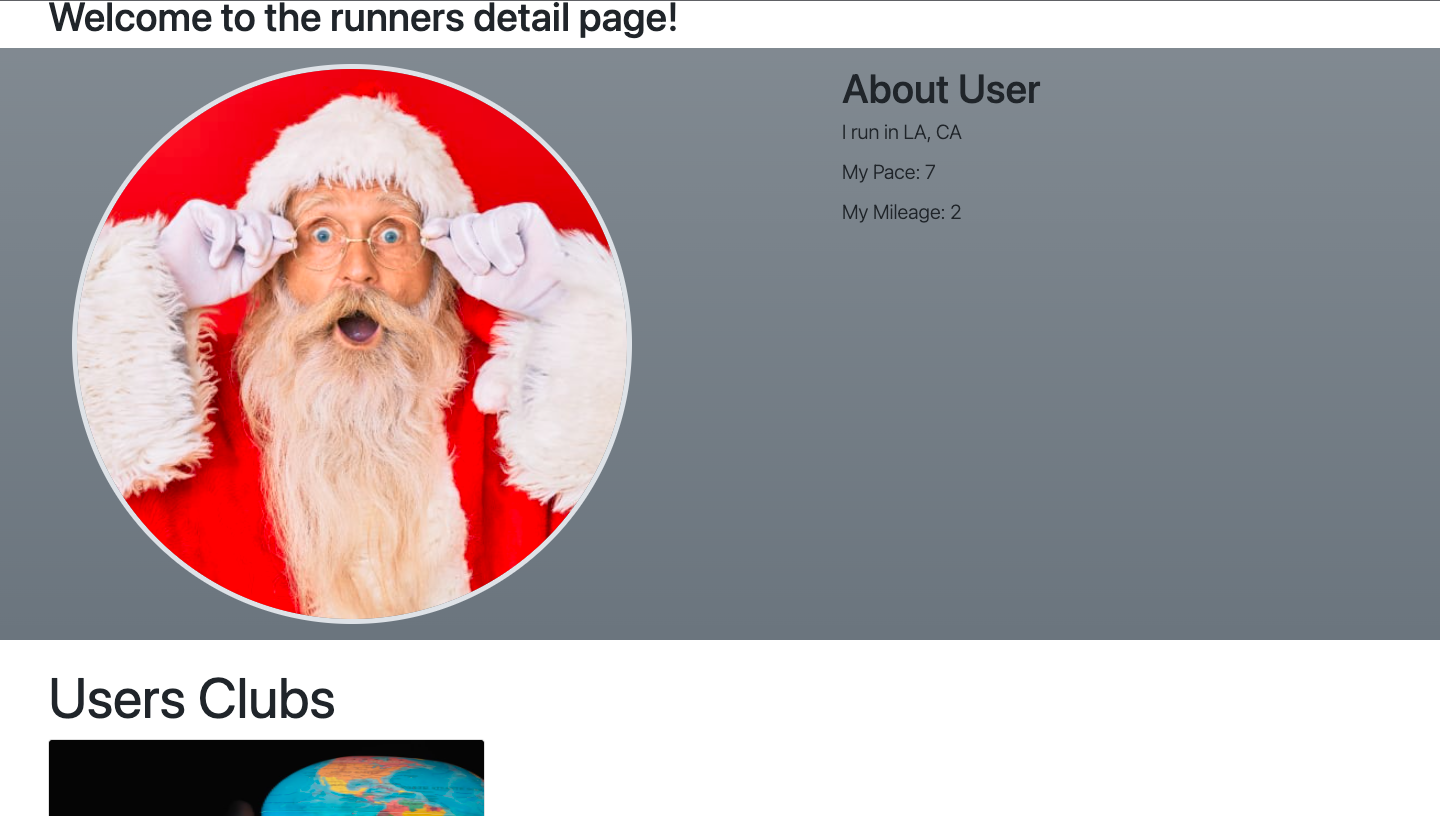 Welcome to the runners detail page!
About User
I run in LA, CA
My Pace: 7
My Mileage: 2
Users Clubs